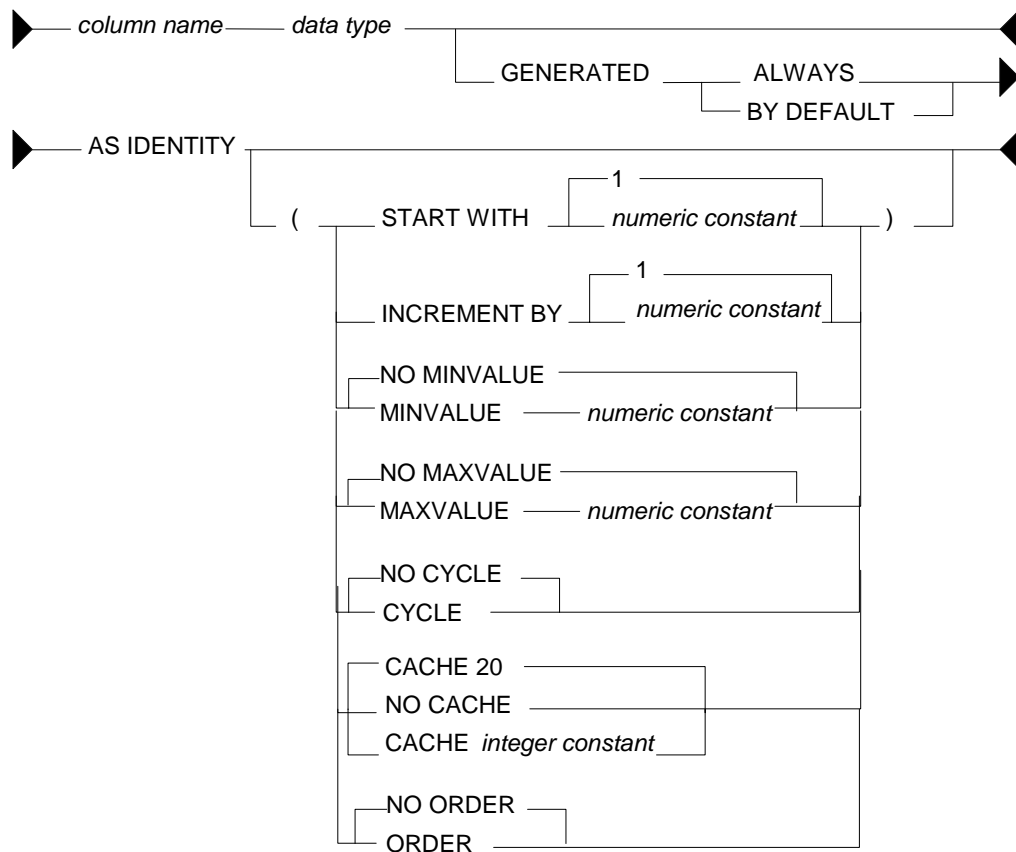 column name data type
GENERATED ALWAYS
BY DEFAULT
AS IDENTITY
1
( START WITH numeric constant )
1
INCREMENT BY numeric constant
NO MINVALUE
MINVALUE numeric constant
NO MAXVALUE
MAXVALUE numeric constant
NO CYCLE
CYCLE
CACHE 20
NO CACHE
CACHE integer constant
NO ORDER
ORDER